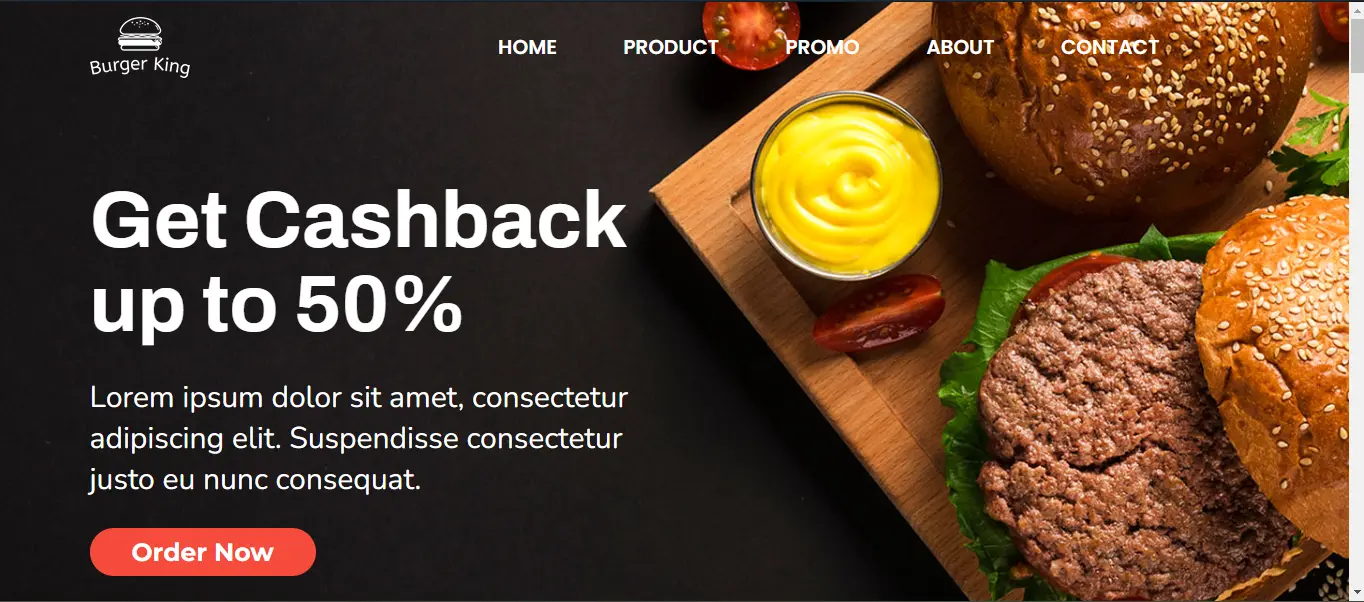 Burger King
HOME PRODUCT PROMO ABOUT CONTACT
Get Cashback
up to 50%
Lorem ipsum dolor sit amet, consectetur
adipiscing elit. Suspendisse consectetur
justo eu nunc consequat.
Order Now